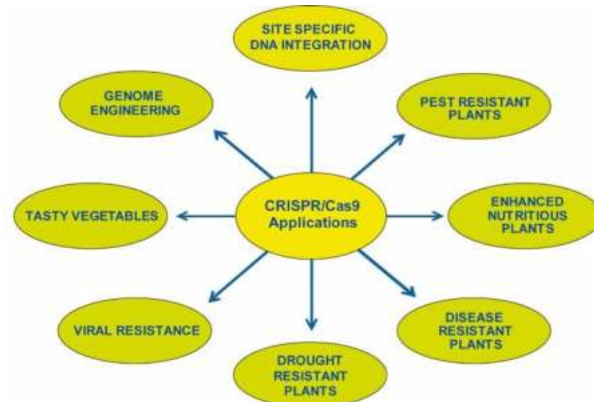 SITE SPECIFIC
DNA INTEGRATION
GENOME
ENGINEERING
PEST RESISTANT
PLANTS
CRISPR/Cas9
Applications
TASTY VEGETABLES
ENHANCED
NUTRITIOUS
PLANTS
VIRAL RESISTANCE
DISEASE
RESISTANT
PLANTS
DROUGHT
RESISTANT
PLANTS